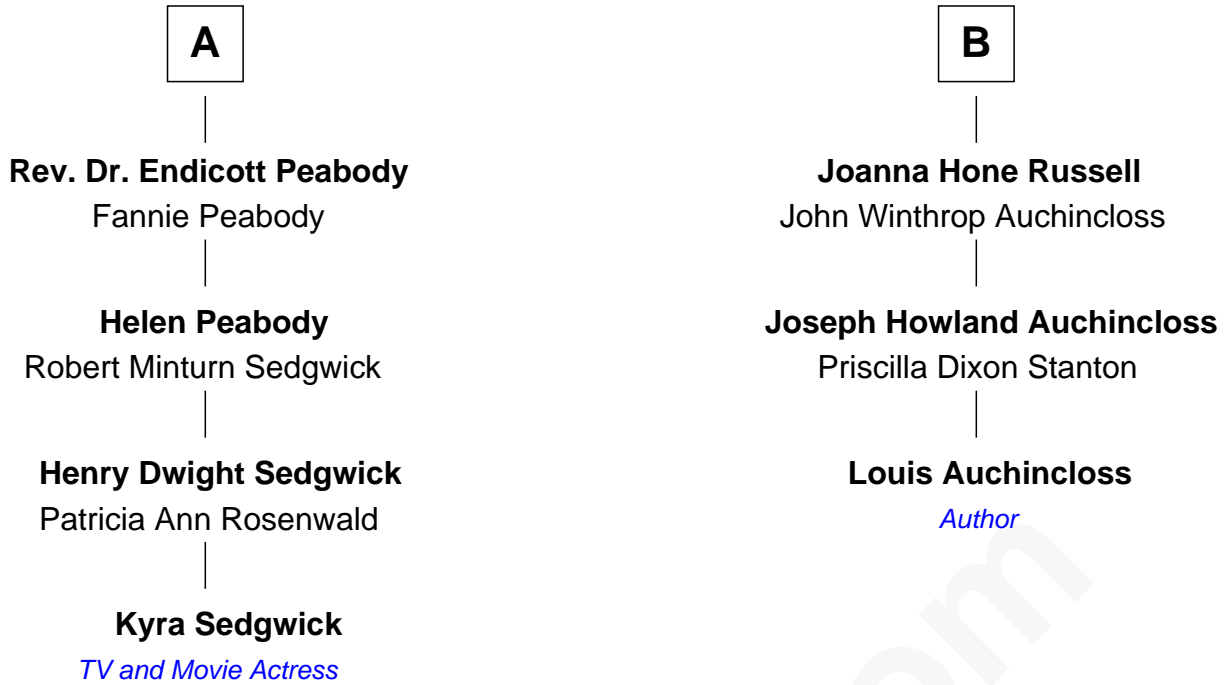 A
Rev. Dr. Endicott Peabody
Fannie Peabody
Helen Peabody
Robert Minturn Sedgwick
Henry Dwight Sedgwick
Patricia Ann Rosenwald
Kyra Sedgwick
TV and Movie Actress
B
Joanna Hone Russell
John Winthrop Auchincloss
Joseph Howland Auchincloss
Priscilla Dixon Stanton
Louis Auchincloss
Author
om